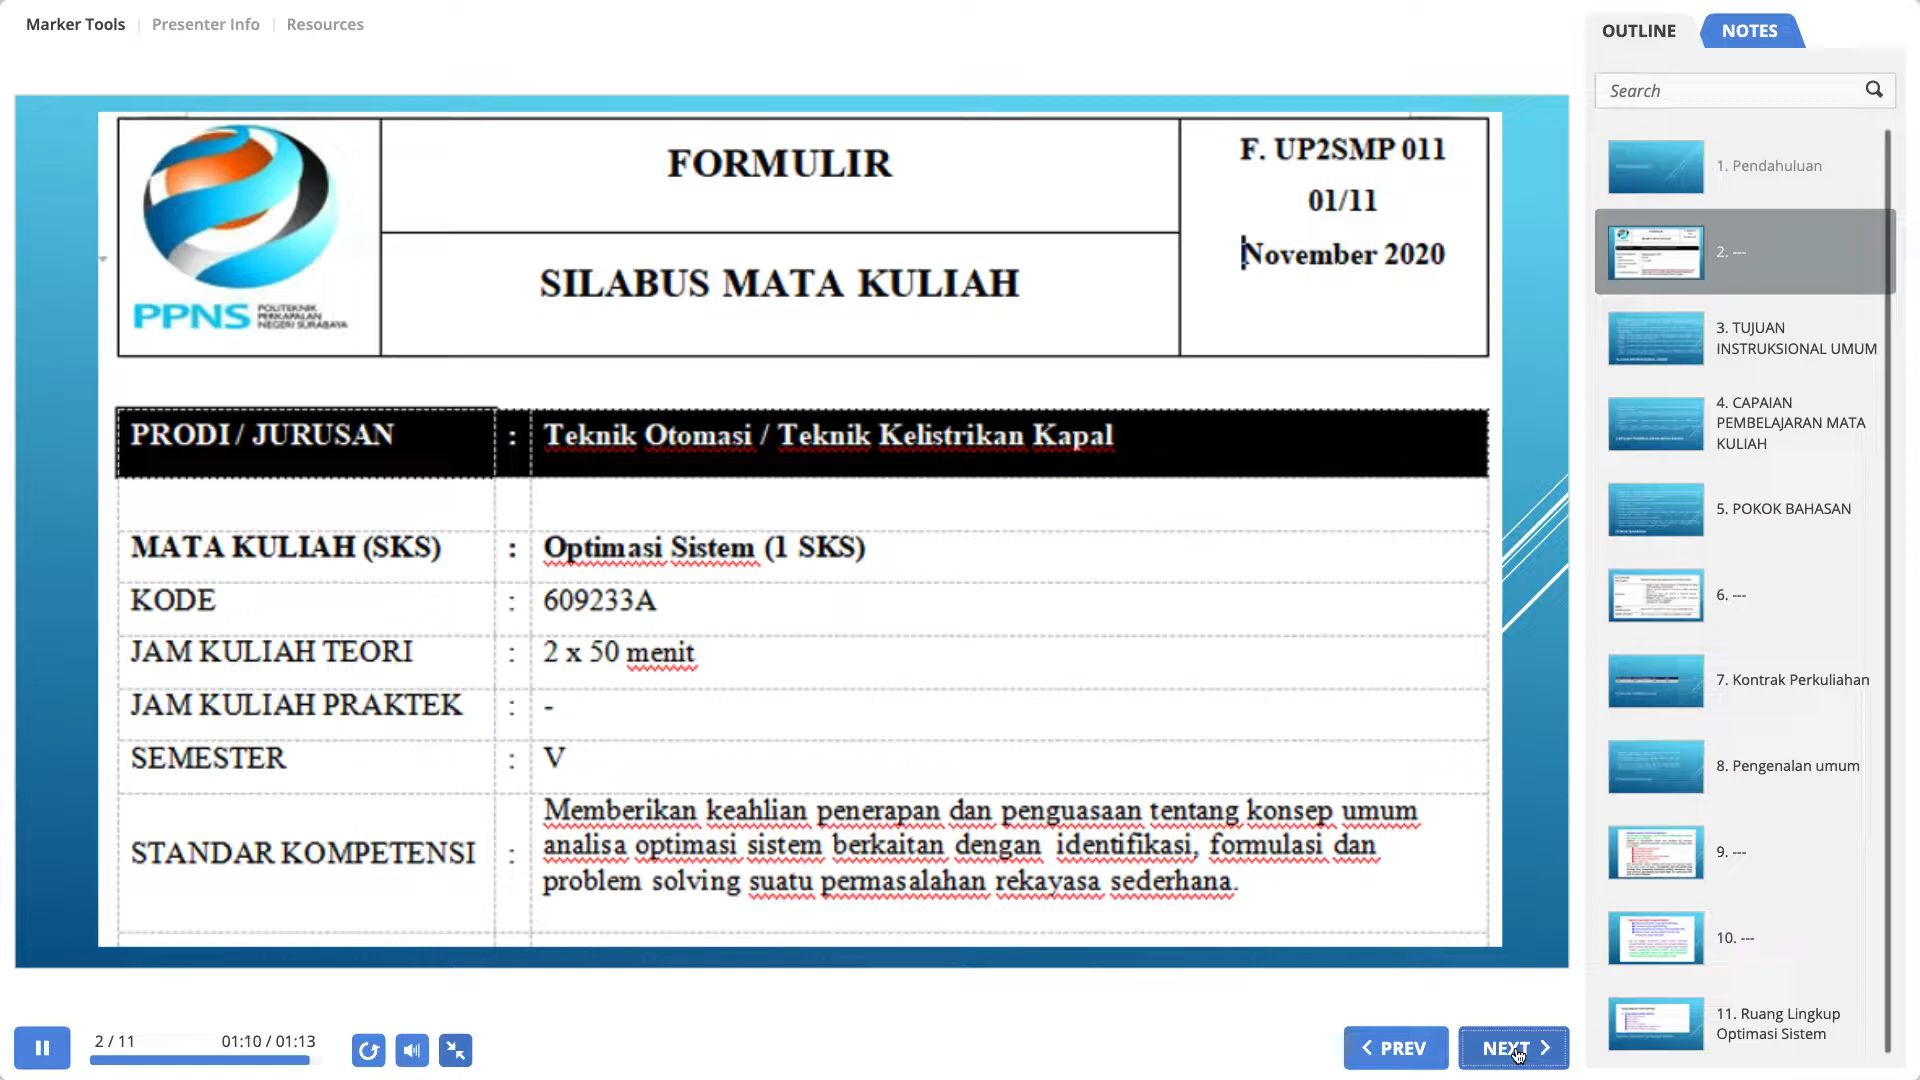 Marker Tools
Presenter Info
Resources
OUTLINE
NOTES
Search
FORMULIR
SILABUS MATA KULIAH
F. UP2SMP 011
01/11
November 2020
PPNS
POLITEKNIK
PERKAPALAN
NEGERI SURABAYA
PRODI / JURUSAN : Teknik Otomasi / Teknik Kelistrikan Kapal
MATA KULIAH (SKS) : Optimasi Sistem (1 SKS)
KODE : 609233A
JAM KULIAH TEORI : 2 x 50 menit
JAM KULIAH PRAKTEK : -
SEMESTER : V
STANDAR KOMPETENSI : Memberikan keahlian penerapan dan penguasaan tentang konsep umum
analisa optimasi sistem berkaitan dengan identifikasi, formulasi dan
problem solving suatu permasalahan rekayasa sederhana.
1. Pendahuluan
2. ---
3. TUJUAN
INSTRUKSIONAL UMUM
4. CAPAIAN
PEMBELAJARAN MATA
KULIAH
5. POKOK BAHASAN
6. ---
7. Kontrak Perkuliahan
8. Pengenalan umum
9. ---
10. ---
11. Ruang Lingkup
Optimasi Sistem
2 / 11
01:10 / 01:13
PREV
NEXT